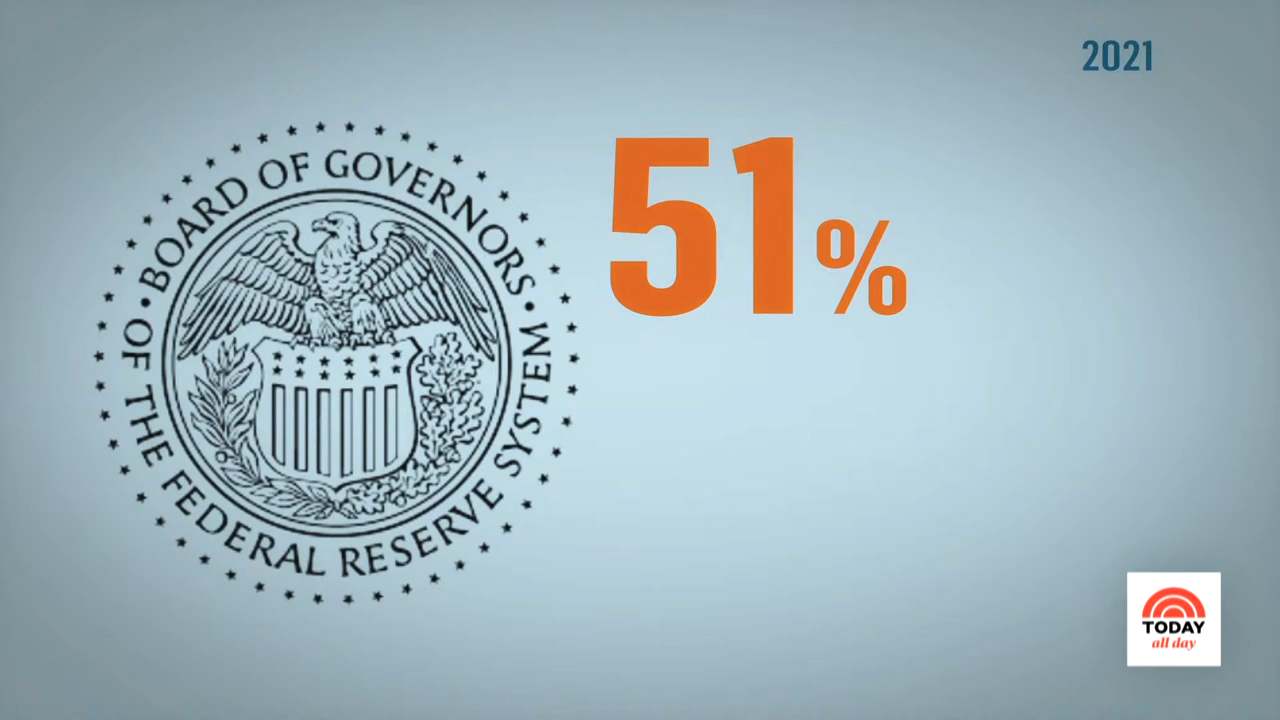 2021
BOARD OF GOVERNORS
OF THE FEDERAL RESERVE SYSTEM
51%
TODAY
all day